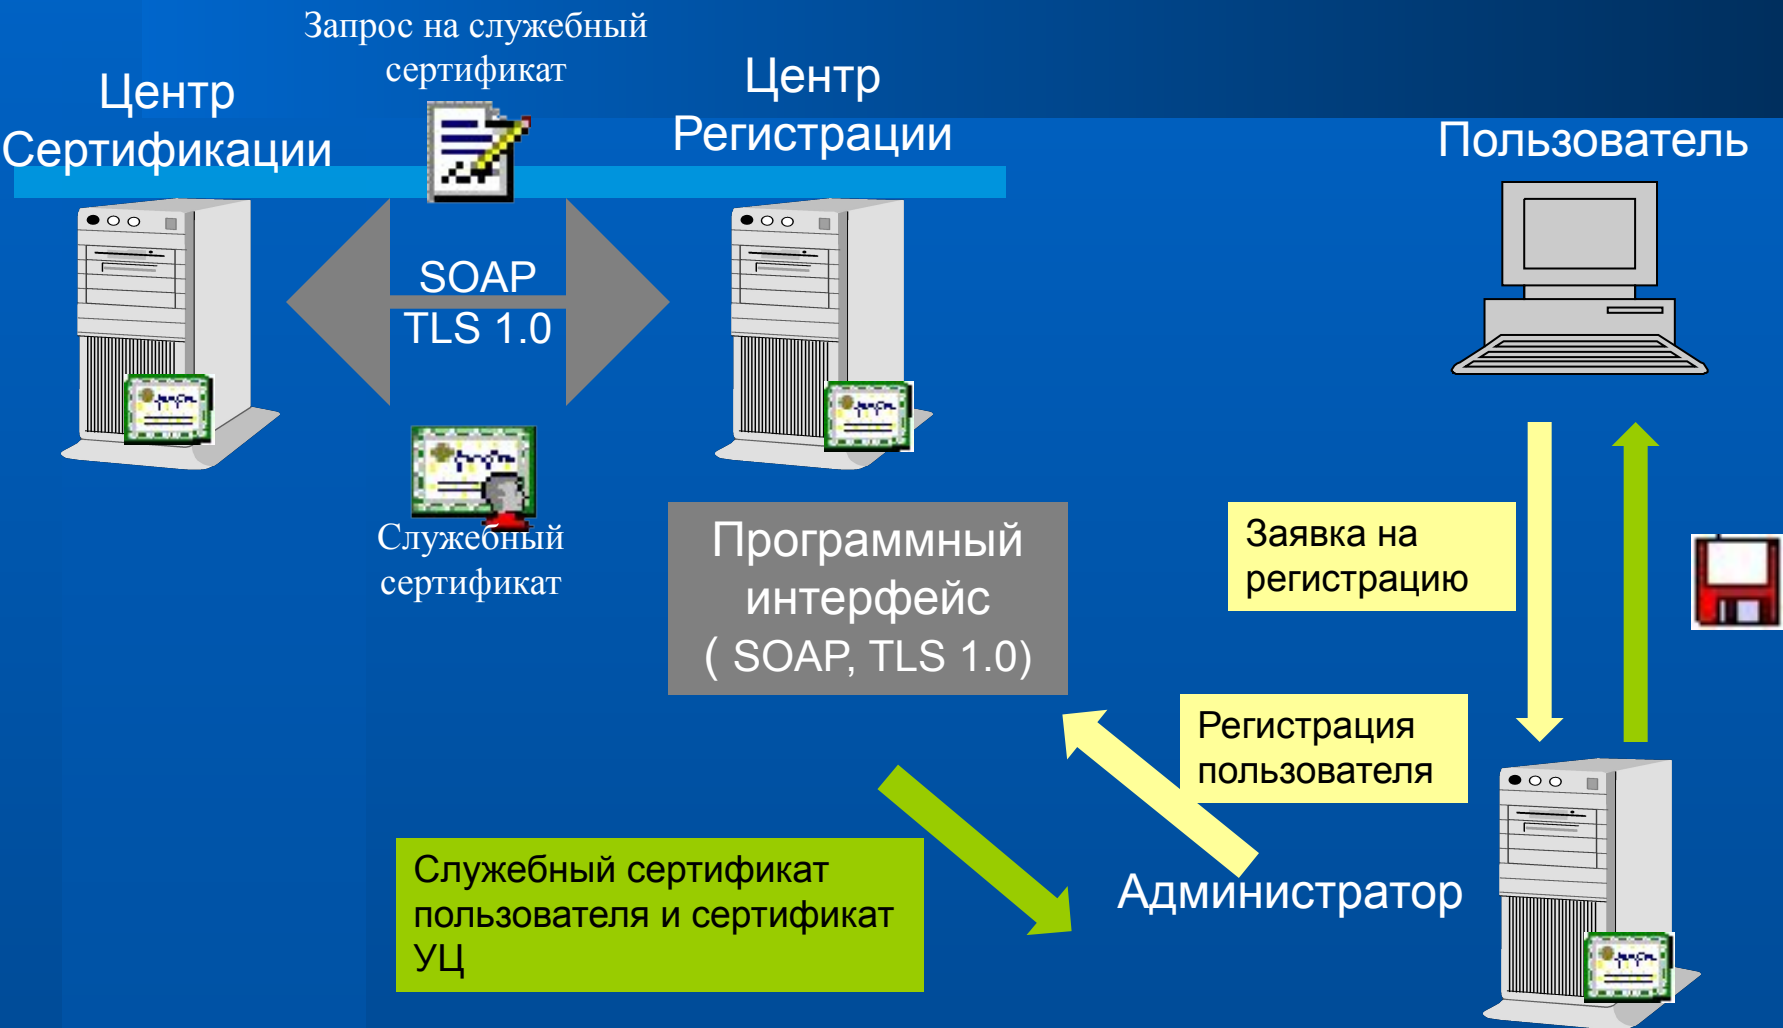 Запрос на служебный
сертификат
Центр
Сертификации
Центр
Регистрации
Пользователь
SOAP
TLS 1.0
Служебный
сертификат
Программный
интерфейс
( SOAP, TLS 1.0)
Заявка на
регистрацию
Регистрация
пользователя
Служебный сертификат
пользователя и сертификат
УЦ
Администратор